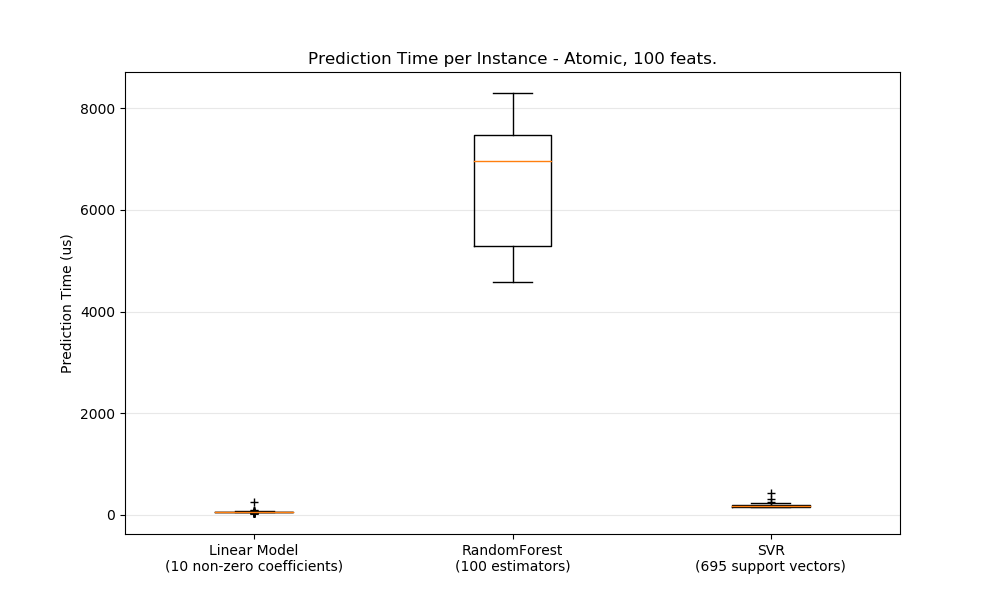 Prediction Time per Instance - Atomic, 100 feats.
Prediction Time (us)
8000
6000
4000
2000
0
Linear Model
(10 non-zero coefficients)
RandomForest
(100 estimators)
SVR
(695 support vectors)